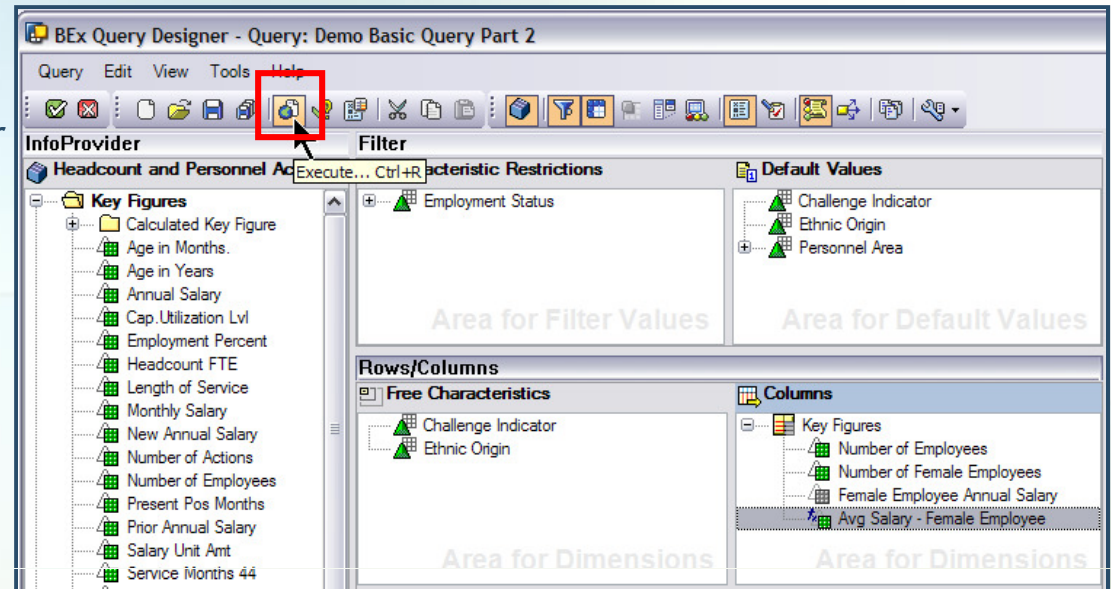 BEx Query Designer - Query: Demo Basic Query Part 2
Query Edit View Tools Help
InfoProvider
Filter
Headcount and Personnel Ac
Execute... Ctrl+R
acteristic Restrictions
Default Values
Key Figures
Calculated Key Figure
Age in Months.
Age in Years
Annual Salary
Cap.Utilization Lvl
Employment Percent
Headcount FTE
Length of Service
Monthly Salary
New Annual Salary
Number of Actions
Number of Employees
Present Pos Months
Prior Annual Salary
Salary Unit Amt
Service Months 44
Employment Status
Area for Filter Values
Challenge Indicator
Ethnic Origin
Personnel Area
Area for Default Values
Rows/Columns
Free Characteristics
Challenge Indicator
Ethnic Origin
Area for Dimensions
Columns
Key Figures
Number of Employees
Number of Female Employees
Female Employee Annual Salary
Avg Salary - Female Employee
Area for Dimensions